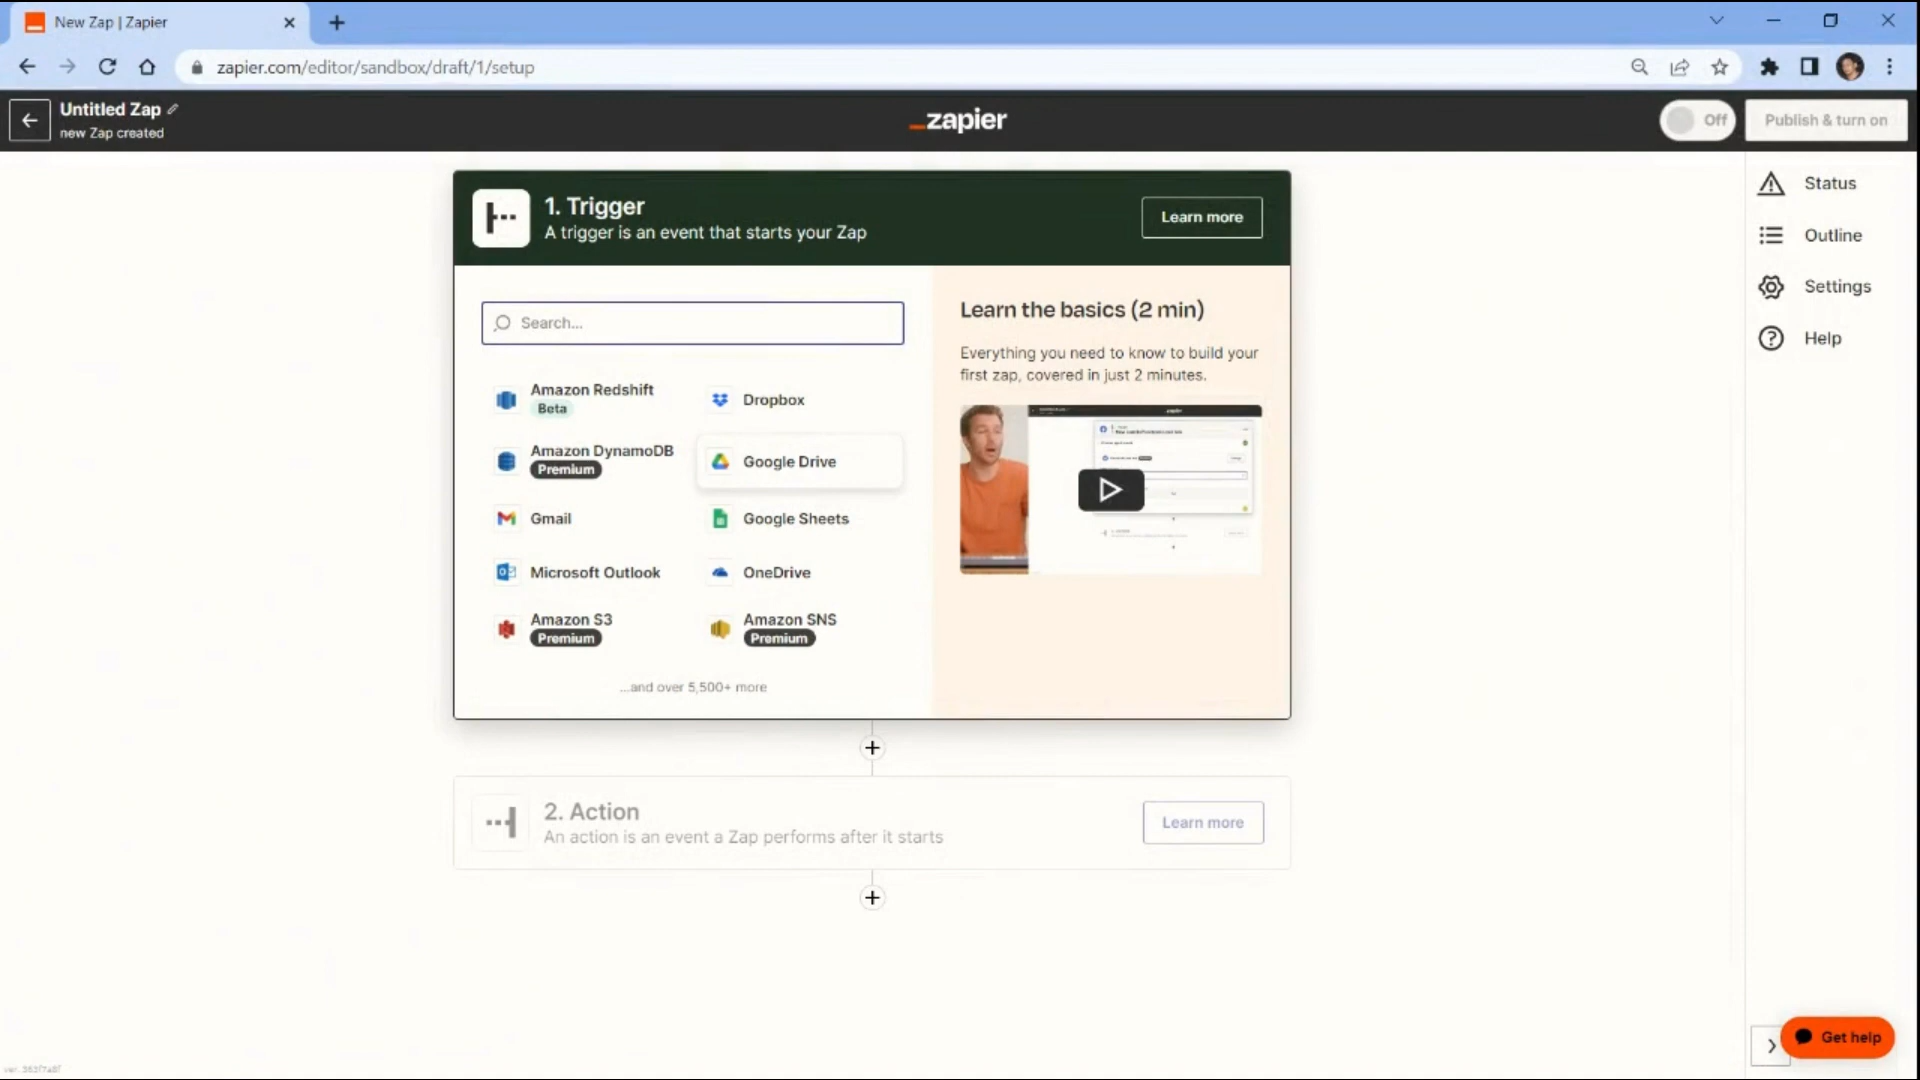 New Zap | Zapier
zapier.com/editor/sandbox/draft/1/setup
Untitled Zap
new Zap created
_zapier
Off
Publish & turn on
1. Trigger
A trigger is an event that starts your Zap
Learn more
Search...
Amazon Redshift
Beta
Dropbox
Amazon DynamoDB
Premium
Google Drive
Gmail
Google Sheets
Microsoft Outlook
OneDrive
Amazon S3
Premium
Amazon SNS
Premium
...and over 5,500+ more
Learn the basics (2 min)
Everything you need to know to build your
first zap, covered in just 2 minutes.
2. Action
An action is an event a Zap performs after it starts
Learn more
Status
Outline
Settings
Help
Get help